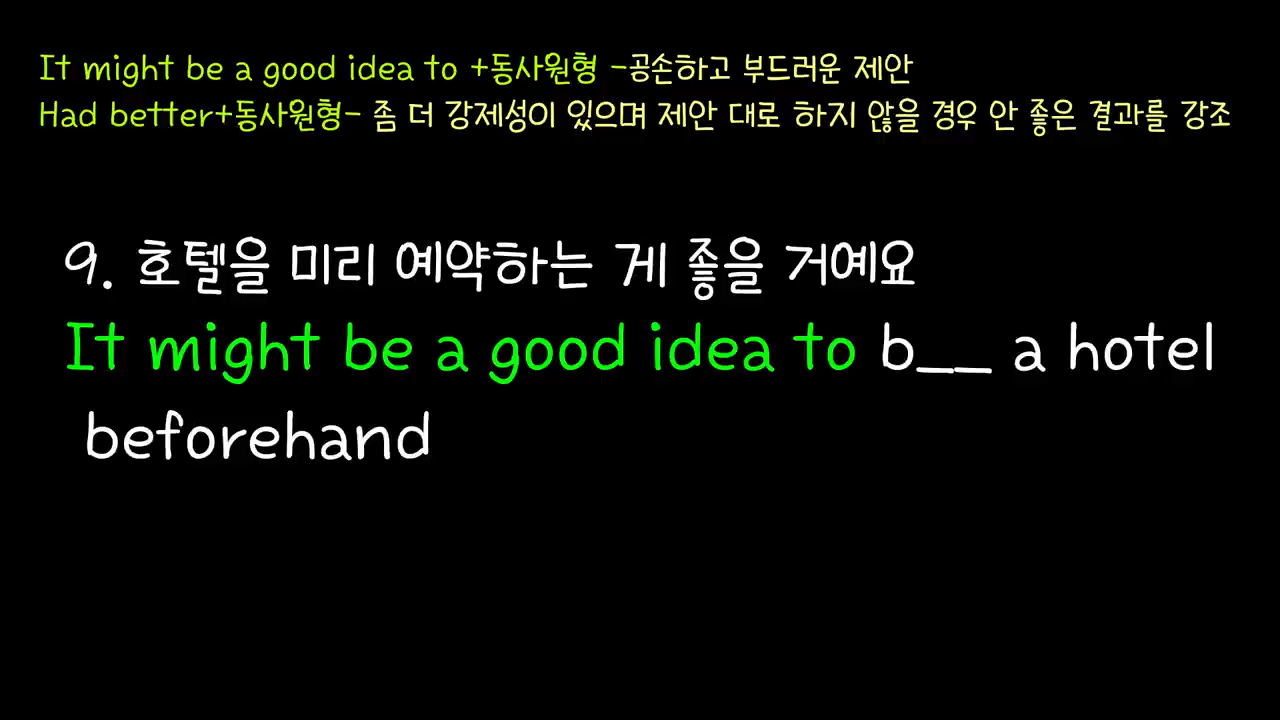 It might be a good idea to +동사원형 -공손하고 부드러운 제안
Had better+동사원형- 좀 더 강제성이 있으며 제안 대로 하지 않을 경우 안 좋은 결과를 강조
9. 호텔을 미리 예약하는 게 좋을 거예요
It might be a good idea to b__ a hotel
beforehand